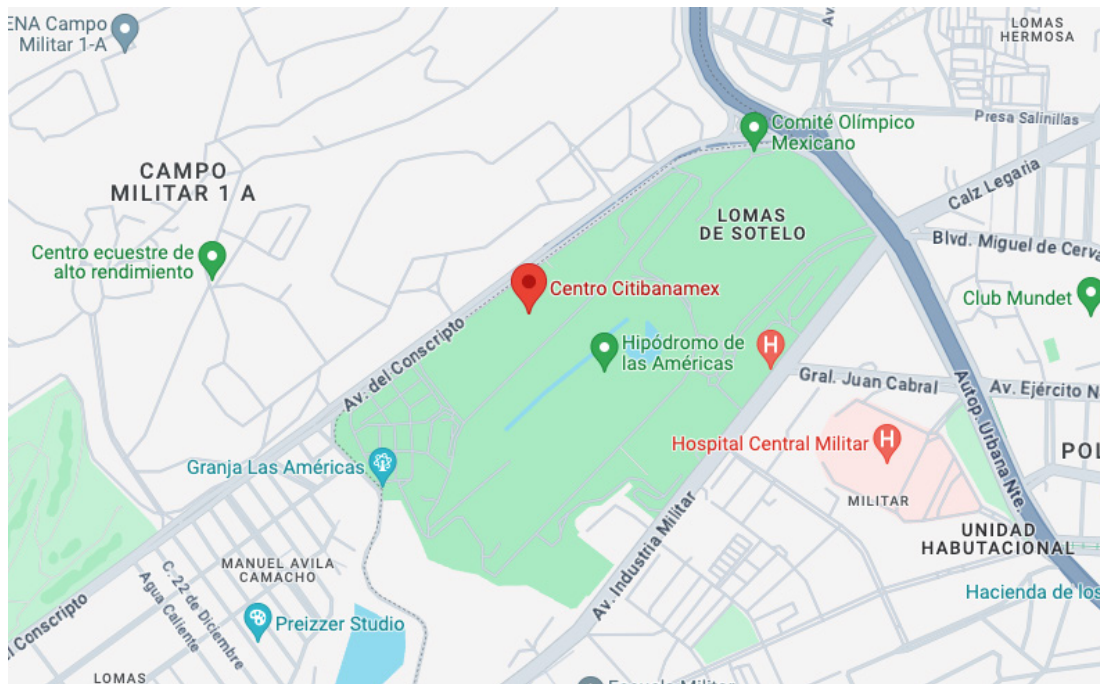 ENA Campo
Militar 1-A
Av.
LOMAS
HERMOSA
Presa Salinillas
Comité Olímpico
Mexicano
CAMPO
MILITAR 1 A
Calz Legaria
LOMAS
DE SOTELO
Centro ecuestre de
alto rendimiento
Blvd. Miguel de Cerva
Centro Citibanamex
Club Mundet
Av. del Conscripto
Hipódromo de
las Américas
H
Gral. Juan Cabral
Av. Ejército N
Autop. Urbana Nte.
Hospital Central Militar
H
POL
Granja Las Américas
MILITAR
UNIDAD
HABUTACIONAL
Av. Industria Militar
MANUEL AVILA
CAMACHO
C. 22 de Diciembre
Agua Caliente
Hacienda de los
el Conscripto
Preizzer Studio
LOMAS